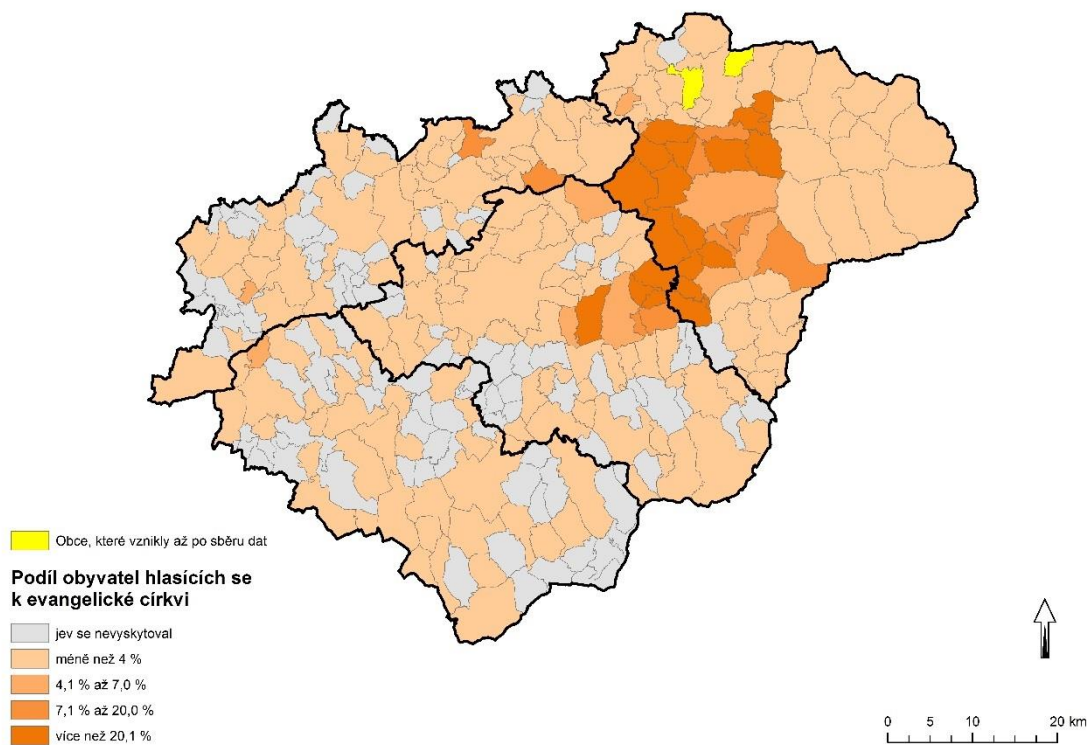 Obce, které vznikly až po sběru dat
Podíl obyvatel hlasících se
k evangelické církvi
jev se nevyskytoval
méně než 4 %
4,1 % až 7,0 %
7,1 % až 20,0 %
více než 20,1 %
0 5 10 20 km